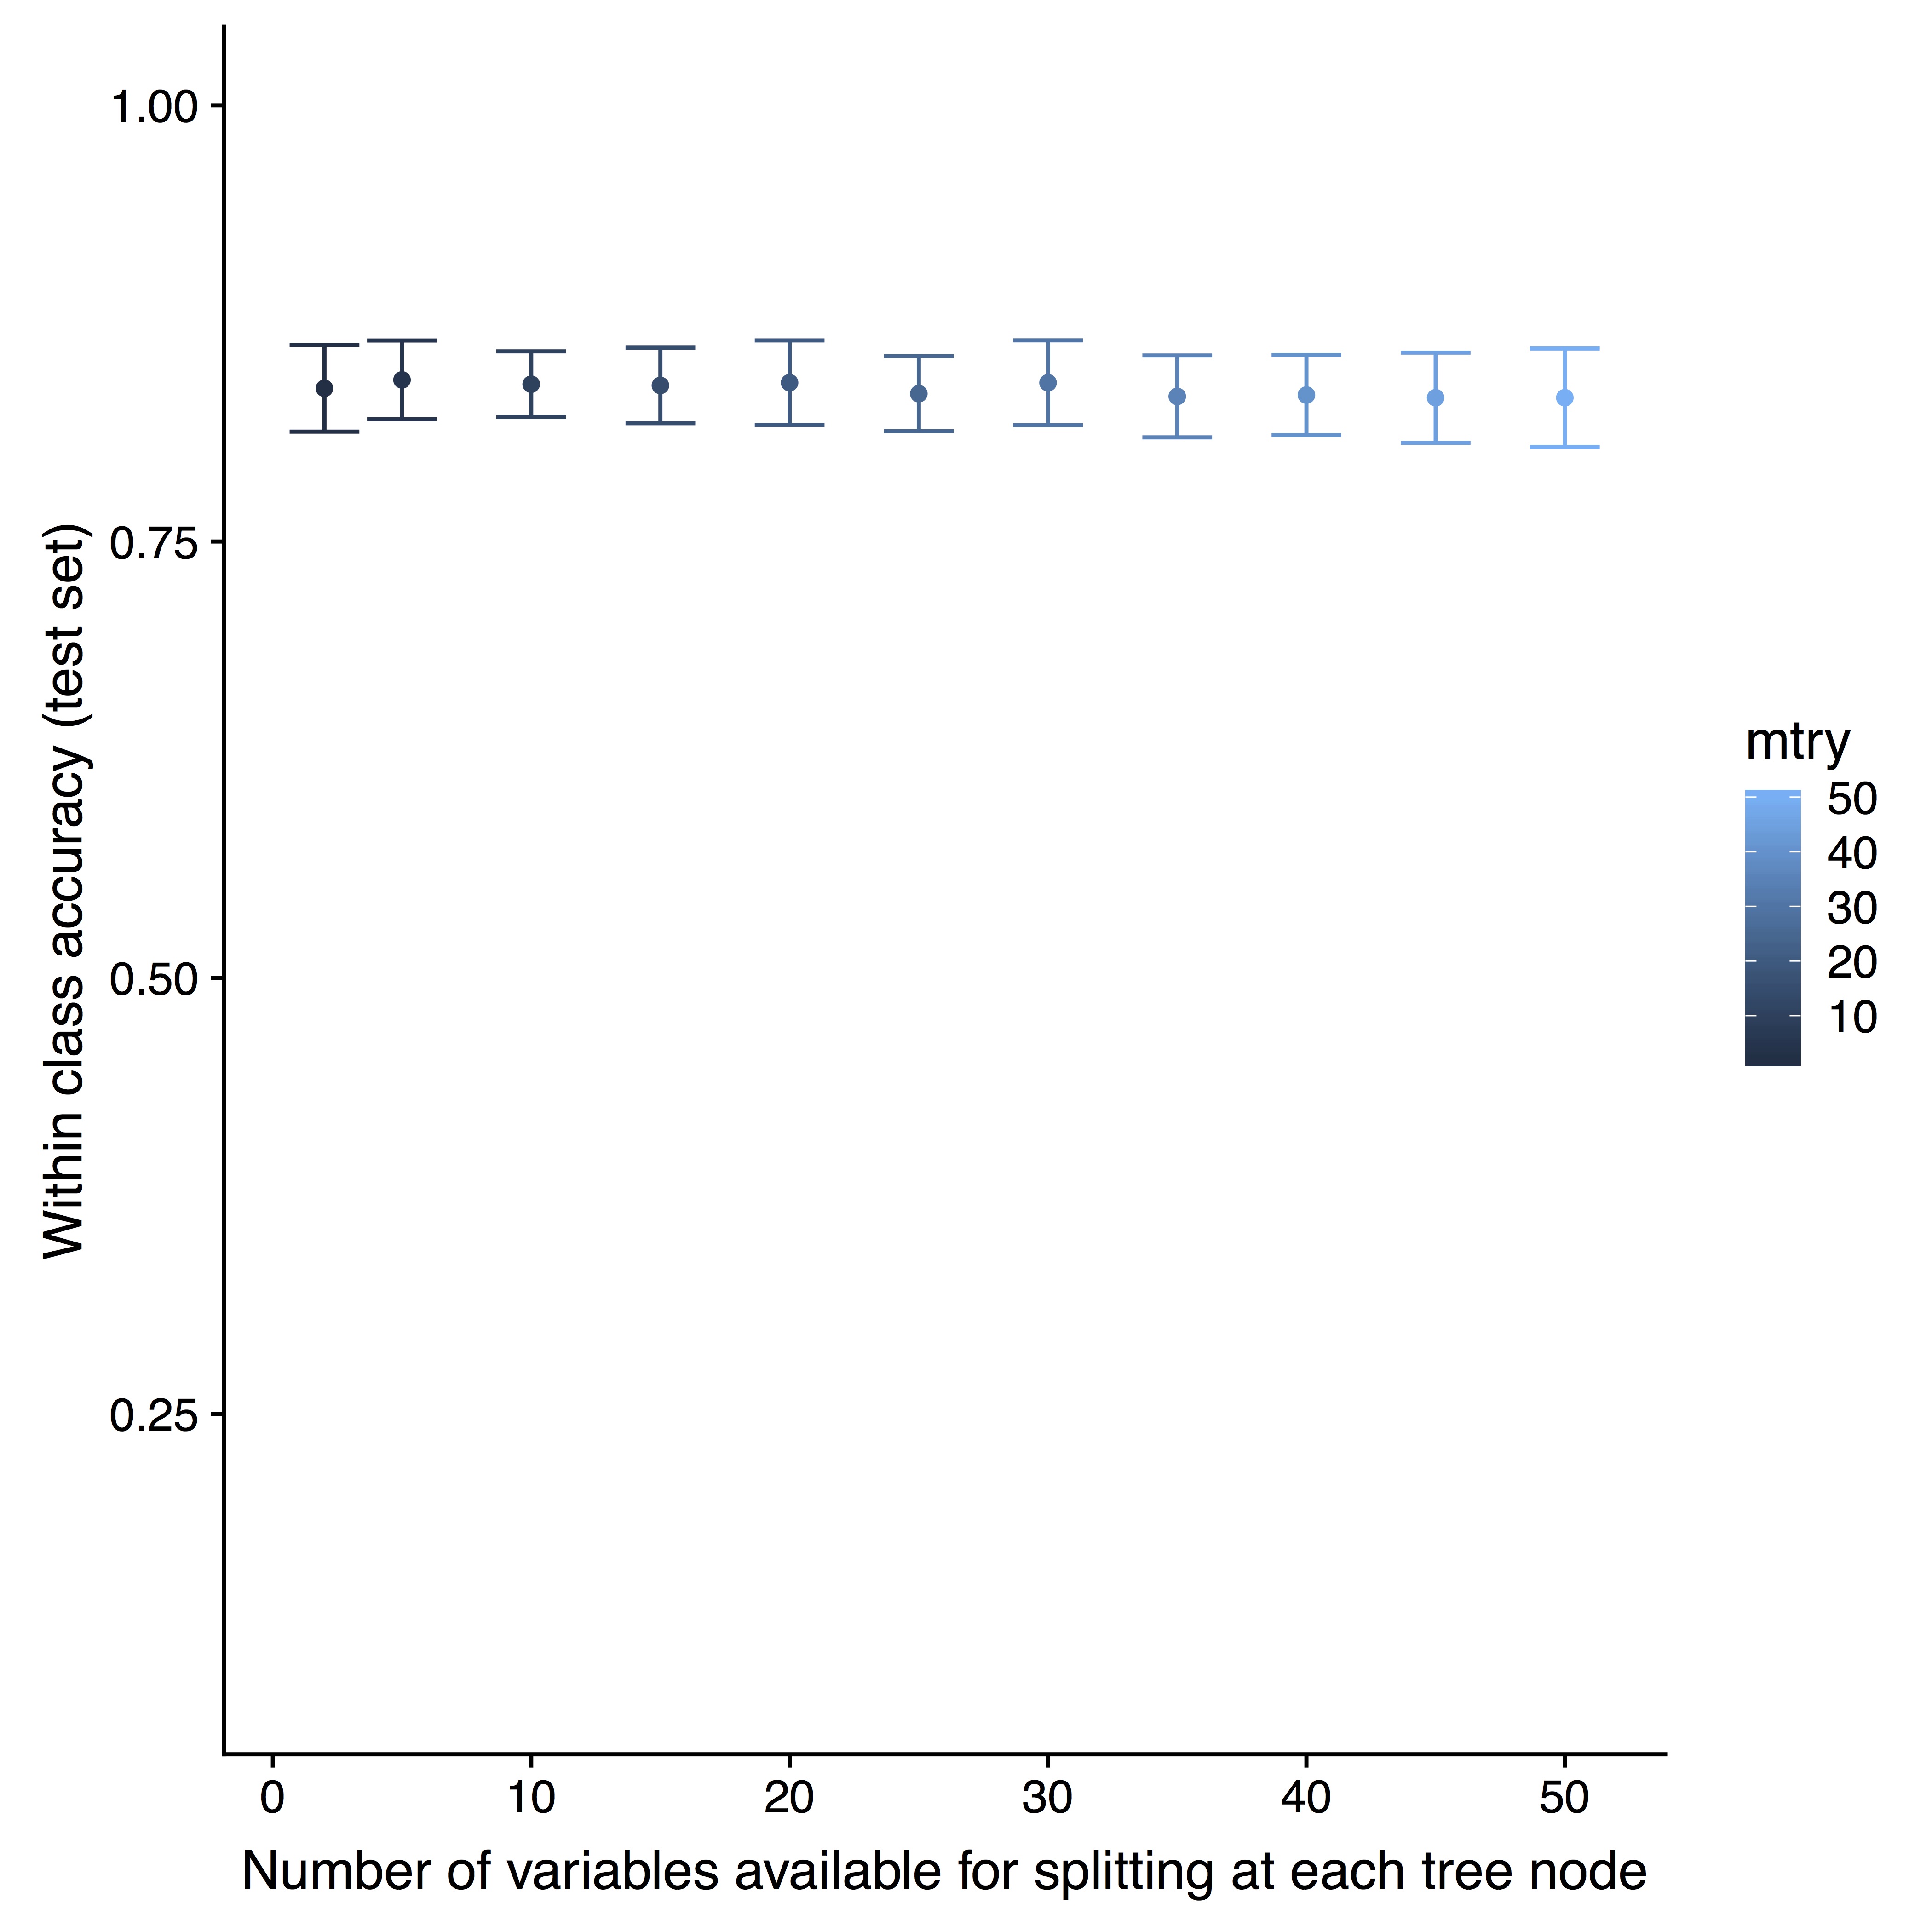 Within class accuracy (test set)
1.00
0.75
0.50
0.25
0 10 20 30 40 50
Number of variables available for splitting at each tree node
mtry
50
40
30
20
10